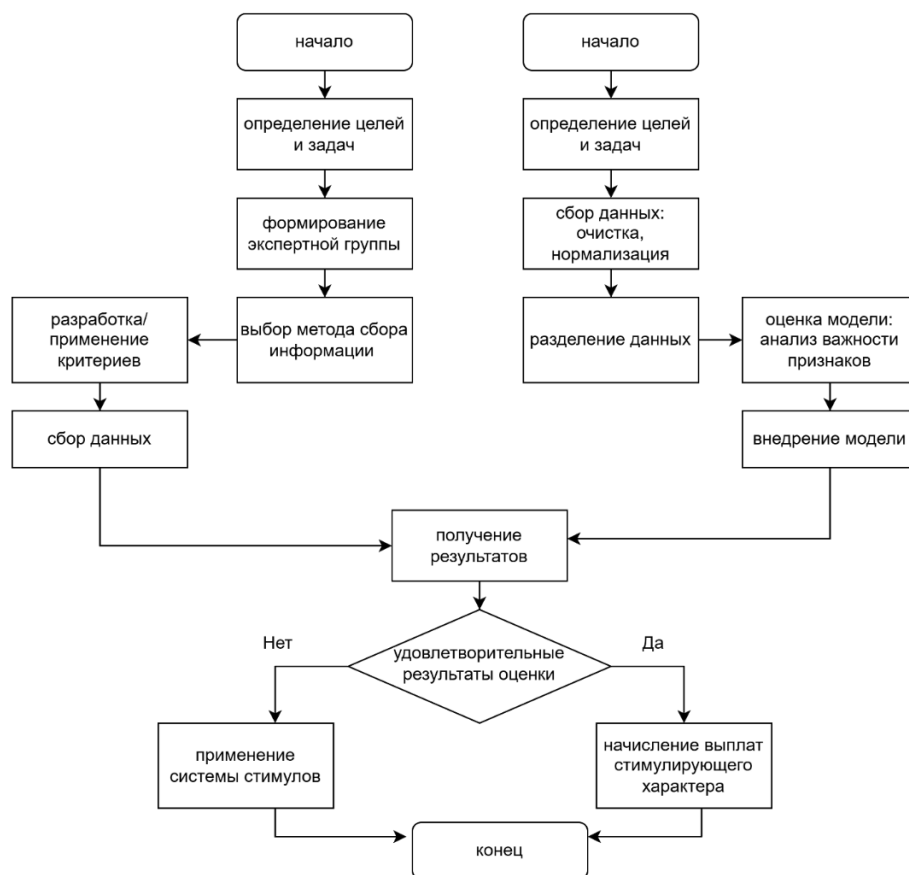 начало
начало
определение целей
и задач
определение целей
и задач
формирование
экспертной группы
сбор данных:
очистка,
нормализация
разработка/
применение
критериев
выбор метода сбора
информации
разделение данных
оценка модели:
анализ важности
признаков
сбор данных
внедрение модели
получение
результатов
Нет
удовлетворительные
результаты оценки
Да
применение
системы стимулов
начисление выплат
стимулирующего
характера
конец